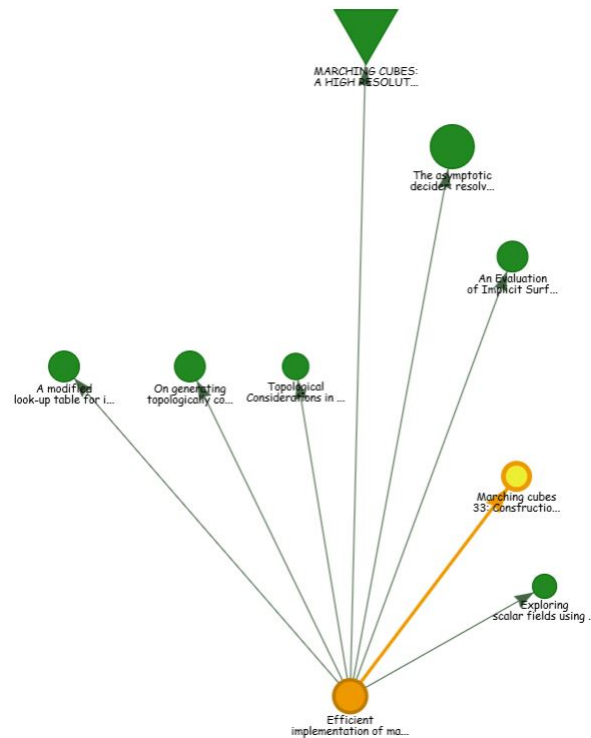 MARCHING CUBES:
A HIGH RESOLUT...
The asymptotic
decider: resolv...
An Evaluation
of Implicit Surf...
A modified
look-up table for i...
On generating
topologically co...
Topological
Considerations in ...
Marching cubes
33: Constructio...
Exploring
scalar fields using .
Efficient
implementation of ma...